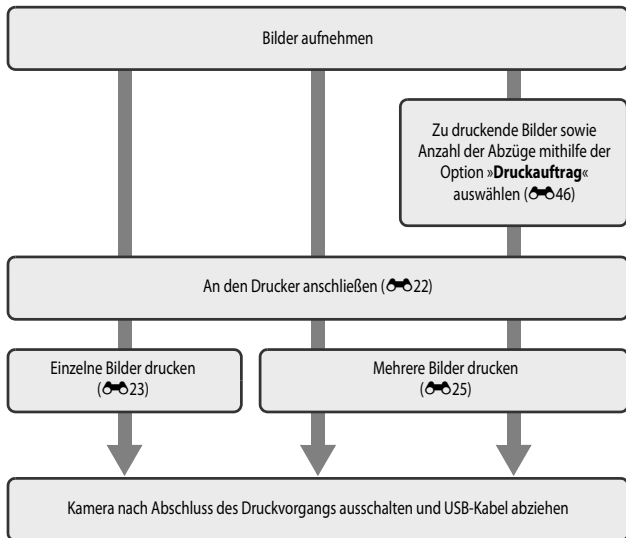 Bilder aufnehmen
Zu druckende Bilder sowie
Anzahl der Abzüge mithilfe der
Option »Druckauftrag«
auswählen (46)
An den Drucker anschließen (22)
Einzelne Bilder drucken
(23)
Mehrere Bilder drucken
(25)
Kamera nach Abschluss des Druckvorgangs ausschalten und USB-Kabel abziehen